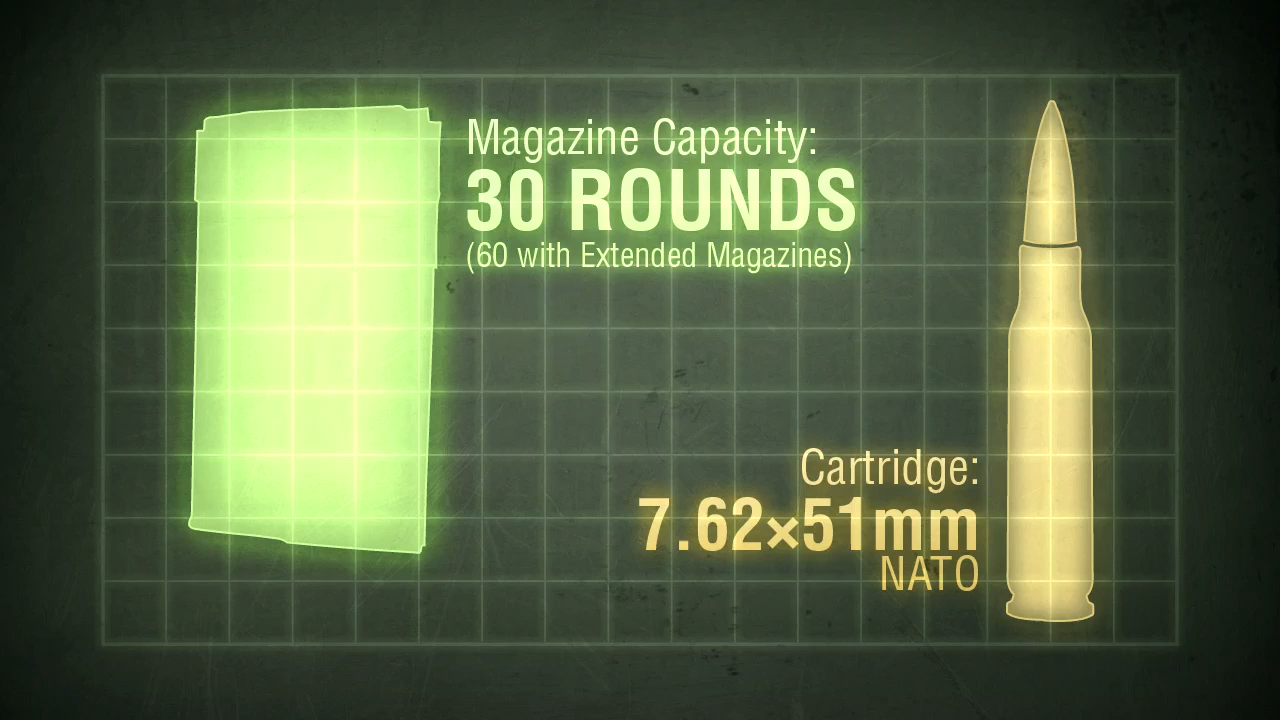 Magazine Capacity:
30 ROUNDS
(60 with Extended Magazines)
Cartridge:
7.62×51mm
NATO